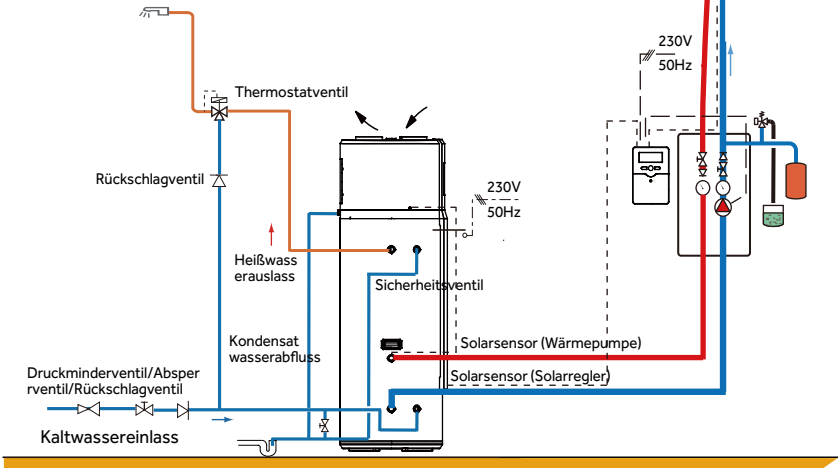 230V
50Hz
Thermostatventil
Rückschlagventil
230V
50Hz
Heißwass
erauslass
Sicherheitsventil
Kondensat
wasserabfluss
Solarsensor (Wärmepumpe)
Druckminderventil/Absper
rventil/Rückschlagventil
Solarsensor (Solarregler)
Kaltwassereinlass